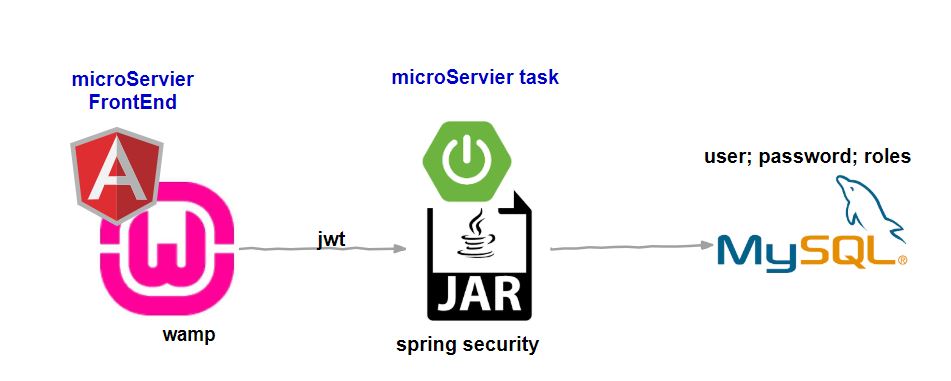 microServier
FrontEnd
microServier task
user; password; roles
jwt
MySQL®
JAR
wamp
spring security